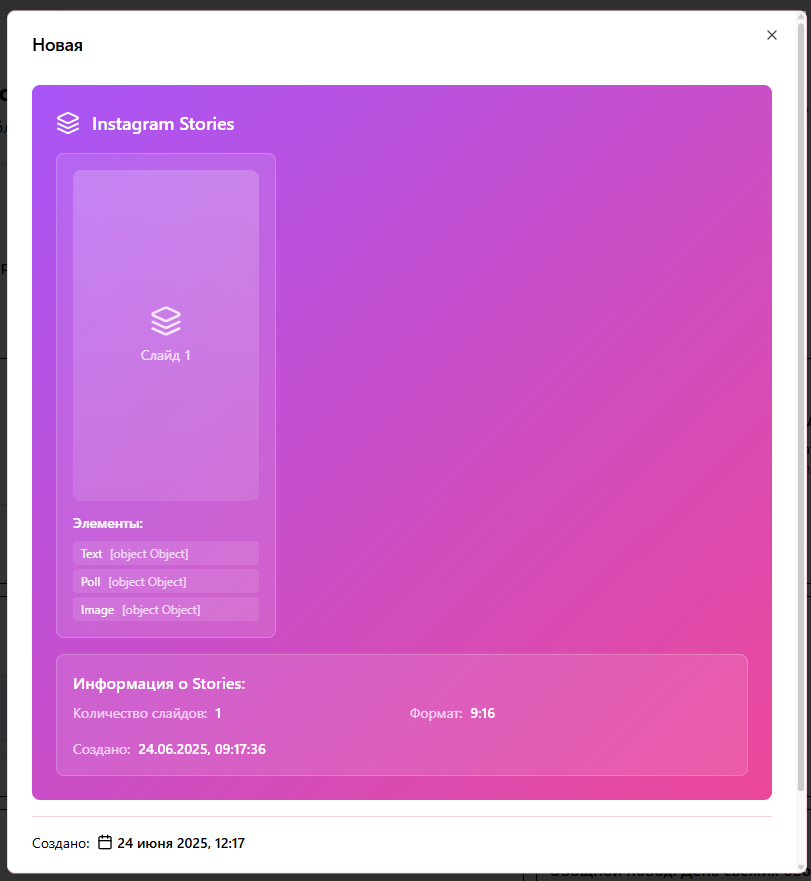 Новая
Instagram Stories
Слайд 1
Элементы:
Text [object Object]
Poll [object Object]
Image [object Object]
Информация о Stories:
Количество слайдов: 1 Формат: 9:16
Создано: 24.06.2025, 09:17:36
Создано: 24 июня 2025, 12:17